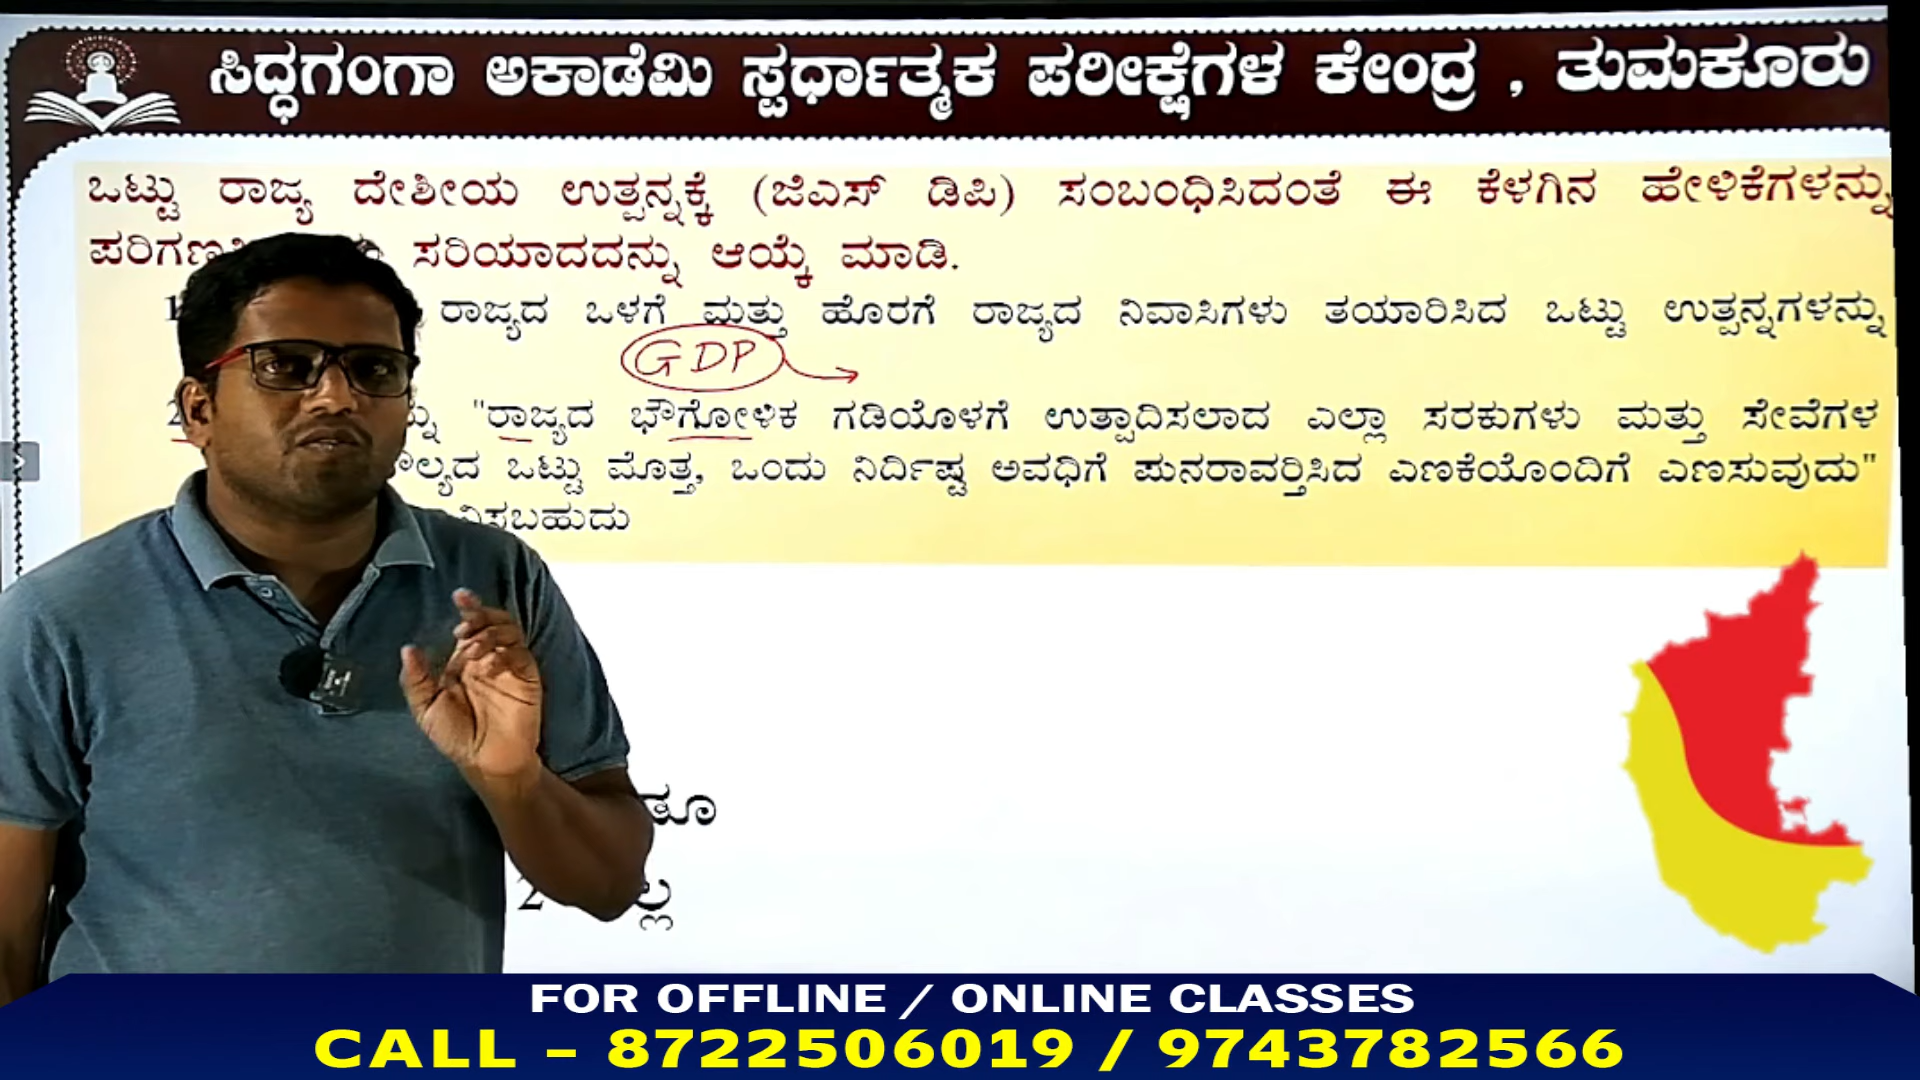 ಸಿದ್ಧಗಂಗಾ ಅಕಾಡೆಮಿ ಸ್ಪರ್ಧಾತ್ಮಕ ಪರೀಕ್ಷೆಗಳ ಕೇಂದ್ರ , ತುಮಕೂರು
ಒಟ್ಟು ರಾಜ್ಯ ದೇಶೀಯ ಉತ್ಪನ್ನಕ್ಕೆ (ಜಿಎಸ್ ಡಿಪಿ) ಸಂಬಂಧಿಸಿದಂತೆ ಈ ಕೆಳಗಿನ ಹೇಳಿಕೆಗಳನ್ನು
ಸರಿಯಾದದನ್ನು ಆಯ್ಕೆ ಮಾಡಿ.
ರಾಜ್ಯದ ಒಳಗೆ ಮತ್ತು ಹೊರಗೆ ರಾಜ್ಯದ ನಿವಾಸಿಗಳು ತಯಾರಿಸಿದ ಒಟ್ಟು ಉತ್ಪನ್ನಗಳನ್ನು
GDP
"ರಾಜ್ಯದ ಭೌಗೋಳಿಕ ಗಡಿಯೊಳಗೆ ಉತ್ಪಾದಿಸಲಾದ ಎಲ್ಲಾ ಸರಕುಗಳು ಮತ್ತು ಸೇವೆಗಳ
ಒಟ್ಟು ಮೊತ್ತ, ಒಂದು ನಿರ್ದಿಷ್ಟ ಅವಧಿಗೆ ಪುನರಾವರ್ತಿಸಿದ ಎಣಕೆಯೊಂದಿಗೆ ಎಣಸುವುದು"
FOR OFFLINE / ONLINE CLASSES
CALL – 8722506019 / 9743782566